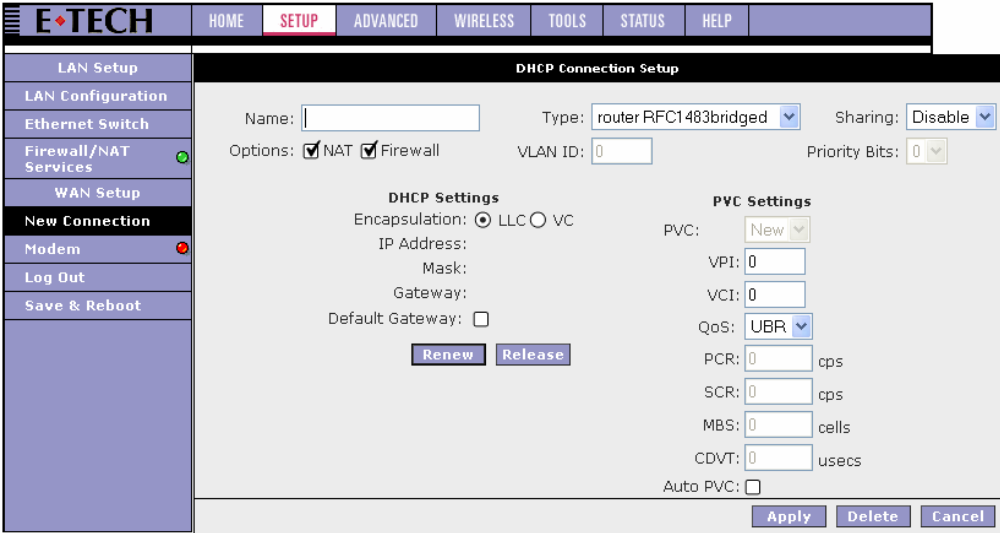 E♦TECH
HOME SETUP ADVANCED WIRELESS TOOLS STATUS HELP
LAN Setup
LAN Configuration
Ethernet Switch
Firewall/NAT
Services
WAN Setup
New Connection
Modem
Log Out
Save & Reboot
DHCP Connection Setup
Name: Type: router RFC1483bridged Sharing: Disable
Options: NAT Firewall VLAN ID: 0 Priority Bits: 0
DHCP Settings
Encapsulation: LLC VC
IP Address:
Mask:
Gateway:
Default Gateway:
Renew Release
PVC Settings
PVC: New
VPI: 0
VCI: 0
QoS: UBR
PCR: 0 cps
SCR: 0 cps
MBS: 0 cells
CDVT: 0 usecs
Auto PVC:
Apply Delete Cancel